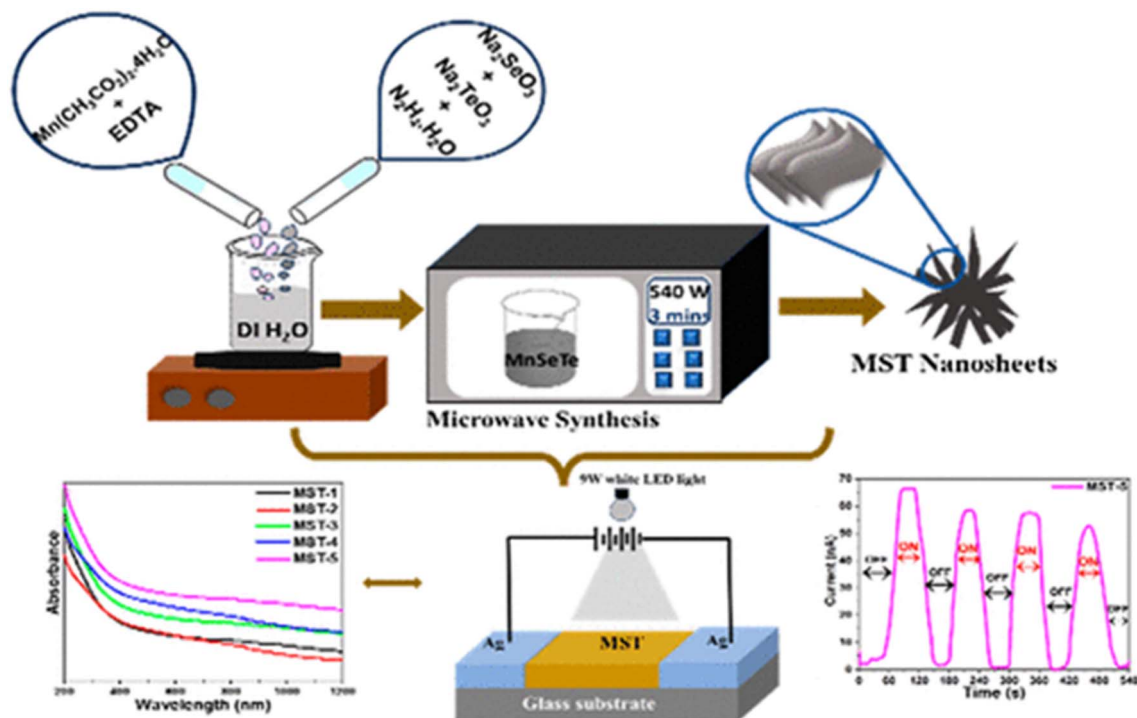 Mn(CH₃CO₂)₂.4H₂O
+
EDTA
Na₂SeO₃
+
Na₂TeO₃
+
N₂H₄.H₂O
DI H₂O
MnSeTe
540 W
3 mins
Microwave Synthesis
MST Nanosheets
Absorbance
MST-1
MST-2
MST-3
MST-4
MST-5
200 400 600 800 1000 1200
Wavelength (nm)
9W white LED light
Ag
MST
Ag
Glass substrate
Current (nA)
70
60
50
40
30
20
10
0
MST-5
OFF
ON
OFF
ON
OFF
ON
OFF
ON
OFF
0 60 120 180 240 300 360 420 480 540
Time (s)